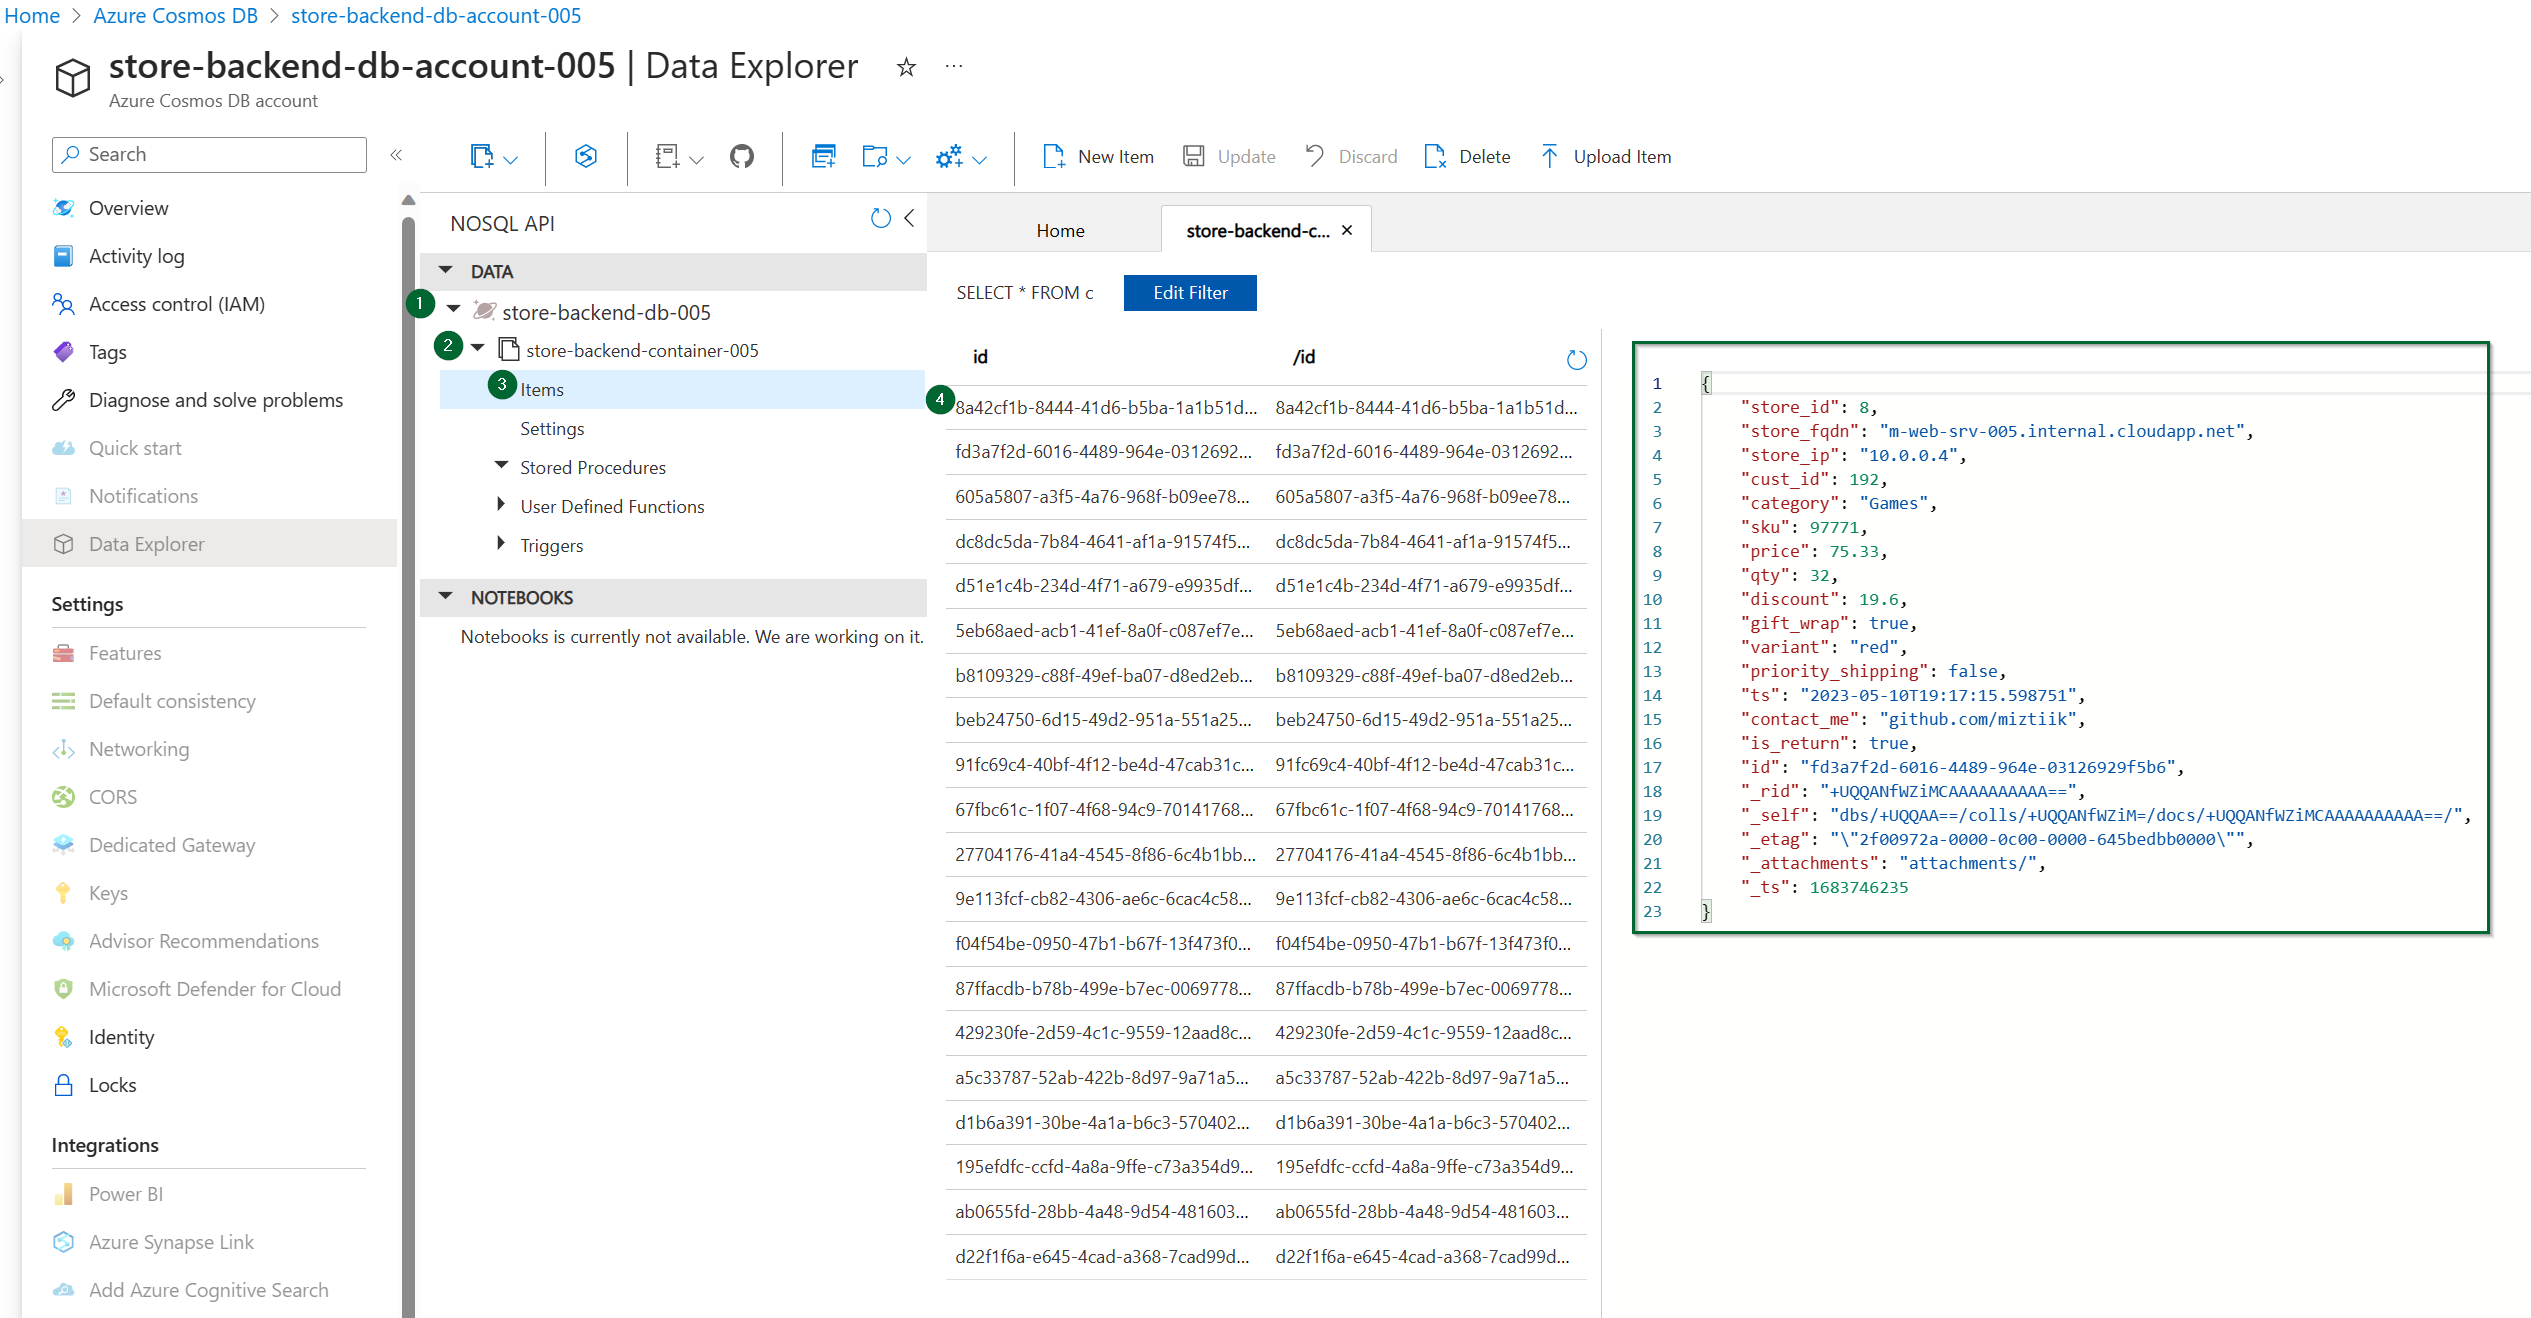 Home > Azure Cosmos DB > store-backend-db-account-005
store-backend-db-account-005 | Data Explorer
Azure Cosmos DB account
Search
New Item
Update
Discard
Delete
Upload Item
Overview
Activity log
Access control (IAM)
Tags
Diagnose and solve problems
Quick start
Notifications
Data Explorer
Settings
Features
Default consistency
Networking
CORS
Dedicated Gateway
Keys
Advisor Recommendations
Microsoft Defender for Cloud
Identity
Locks
Integrations
Power BI
Azure Synapse Link
Add Azure Cognitive Search
NOSQL API
DATA
1 store-backend-db-005
2 store-backend-container-005
3 Items
Settings
Stored Procedures
User Defined Functions
Triggers
NOTEBOOKS
Notebooks is currently not available. We are working on it.
Home
store-backend-c...
SELECT * FROM c
Edit Filter
id /id
4 8a42cf1b-8444-41d6-b5ba-1a1b51d... 8a42cf1b-8444-41d6-b5ba-1a1b51d...
fd3a7f2d-6016-4489-964e-0312692... fd3a7f2d-6016-4489-964e-0312692...
605a5807-a3f5-4a76-968f-b09ee78... 605a5807-a3f5-4a76-968f-b09ee78...
dc8dc5da-7b84-4641-af1a-91574f5... dc8dc5da-7b84-4641-af1a-91574f5...
d51e1c4b-234d-4f71-a679-e9935df... d51e1c4b-234d-4f71-a679-e9935df...
5eb68aed-acb1-41ef-8a0f-c087ef7e... 5eb68aed-acb1-41ef-8a0f-c087ef7e...
b8109329-c88f-49ef-ba07-d8ed2eb... b8109329-c88f-49ef-ba07-d8ed2eb...
beb24750-6d15-49d2-951a-551a25... beb24750-6d15-49d2-951a-551a25...
91fc69c4-40bf-4f12-be4d-47cab31c... 91fc69c4-40bf-4f12-be4d-47cab31c...
67fbc61c-1f07-4f68-94c9-70141768... 67fbc61c-1f07-4f68-94c9-70141768...
27704176-41a4-4545-8f86-6c4b1bb... 27704176-41a4-4545-8f86-6c4b1bb...
9e113fcf-cb82-4306-ae6c-6cac4c58... 9e113fcf-cb82-4306-ae6c-6cac4c58...
f04f54be-0950-47b1-b67f-13f473f0... f04f54be-0950-47b1-b67f-13f473f0...
87ffacdb-b78b-499e-b7ec-0069778... 87ffacdb-b78b-499e-b7ec-0069778...
429230fe-2d59-4c1c-9559-12aad8c... 429230fe-2d59-4c1c-9559-12aad8c...
a5c33787-52ab-422b-8d97-9a71a5... a5c33787-52ab-422b-8d97-9a71a5...
d1b6a391-30be-4a1a-b6c3-570402... d1b6a391-30be-4a1a-b6c3-570402...
195efdfc-ccfd-4a8a-9ffe-c73a354d9... 195efdfc-ccfd-4a8a-9ffe-c73a354d9...
ab0655fd-28bb-4a48-9d54-481603... ab0655fd-28bb-4a48-9d54-481603...
d22f1f6a-e645-4cad-a368-7cad99d... d22f1f6a-e645-4cad-a368-7cad99d...
1 {
2 "store_id": 8,
3 "store_fqdn": "m-web-srv-005.internal.cloudapp.net",
4 "store_ip": "10.0.0.4",
5 "cust_id": 192,
6 "category": "Games",
7 "sku": 97771,
8 "price": 75.33,
9 "qty": 32,
10 "discount": 19.6,
11 "gift_wrap": true,
12 "variant": "red",
13 "priority_shipping": false,
14 "ts": "2023-05-10T19:17:15.598751",
15 "contact_me": "github.com/miztiik",
16 "is_return": true,
17 "id": "fd3a7f2d-6016-4489-964e-03126929f5b6",
18 "_rid": "+UQQANfWZiMCAAAAAAAAAA==",
19 "_self": "dbs/+UQQAA==/colls/+UQQANfWZiM=/docs/+UQQANfWZiMCAAAAAAAAAA==/",
20 "_etag": "\"2f00972a-0000-0c00-0000-645bedbb0000\"",
21 "_attachments": "attachments/",
22 "_ts": 1683746235
23 }